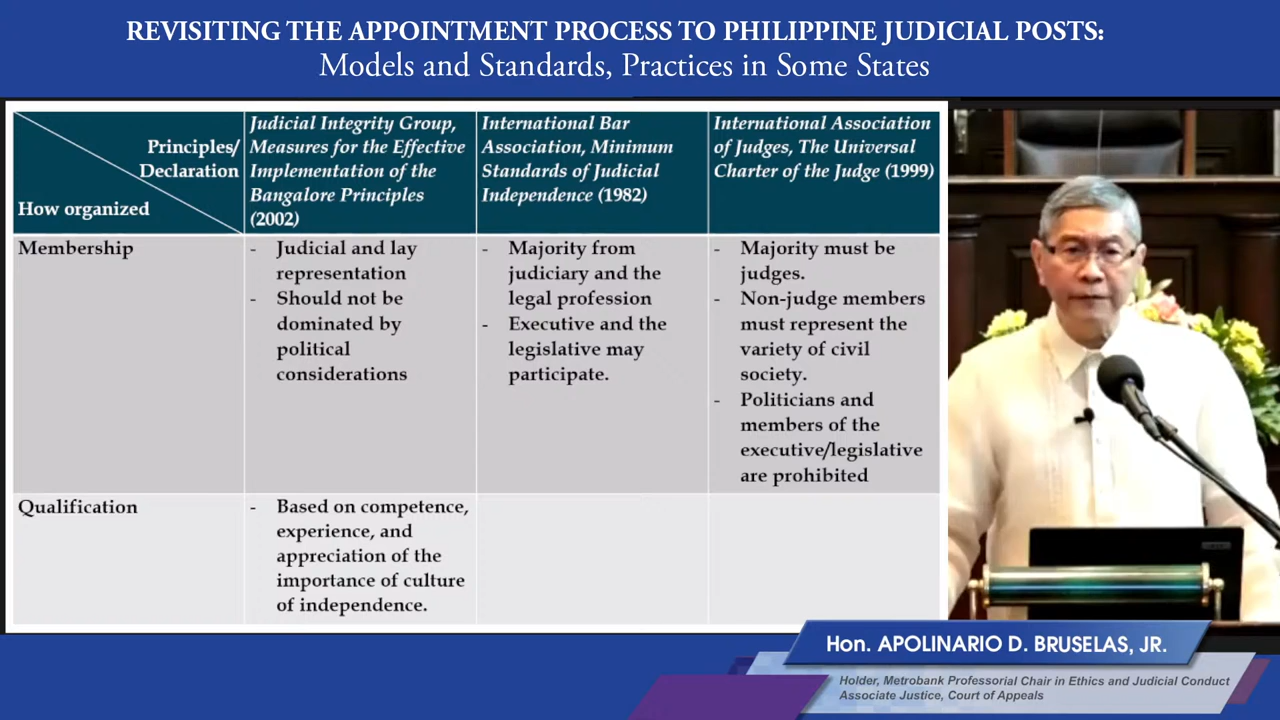 REVISITING THE APPOINTMENT PROCESS TO PHILIPPINE JUDICIAL POSTS:
Models and Standards, Practices in Some States
Principles/
Declaration
How organized
Judicial Integrity Group,
Measures for the Effective
Implementation of the
Bangalore Principles
(2002)
International Bar
Association, Minimum
Standards of Judicial
Independence (1982)
International Association
of Judges, The Universal
Charter of the Judge (1999)
Membership
- Judicial and lay
representation
- Should not be
dominated by
political
considerations
- Majority from
judiciary and the
legal profession
- Executive and the
legislative may
participate.
- Majority must be
judges.
- Non-judge members
must represent the
variety of civil
society.
- Politicians and
members of the
executive/legislative
are prohibited
Qualification
- Based on competence,
experience, and
appreciation of the
importance of culture
of independence.
Hon. APOLINARIO D. BRUSELAS, JR.
Holder, Metrobank Professorial Chair in Ethics and Judicial Conduct
Associate Justice, Court of Appeals